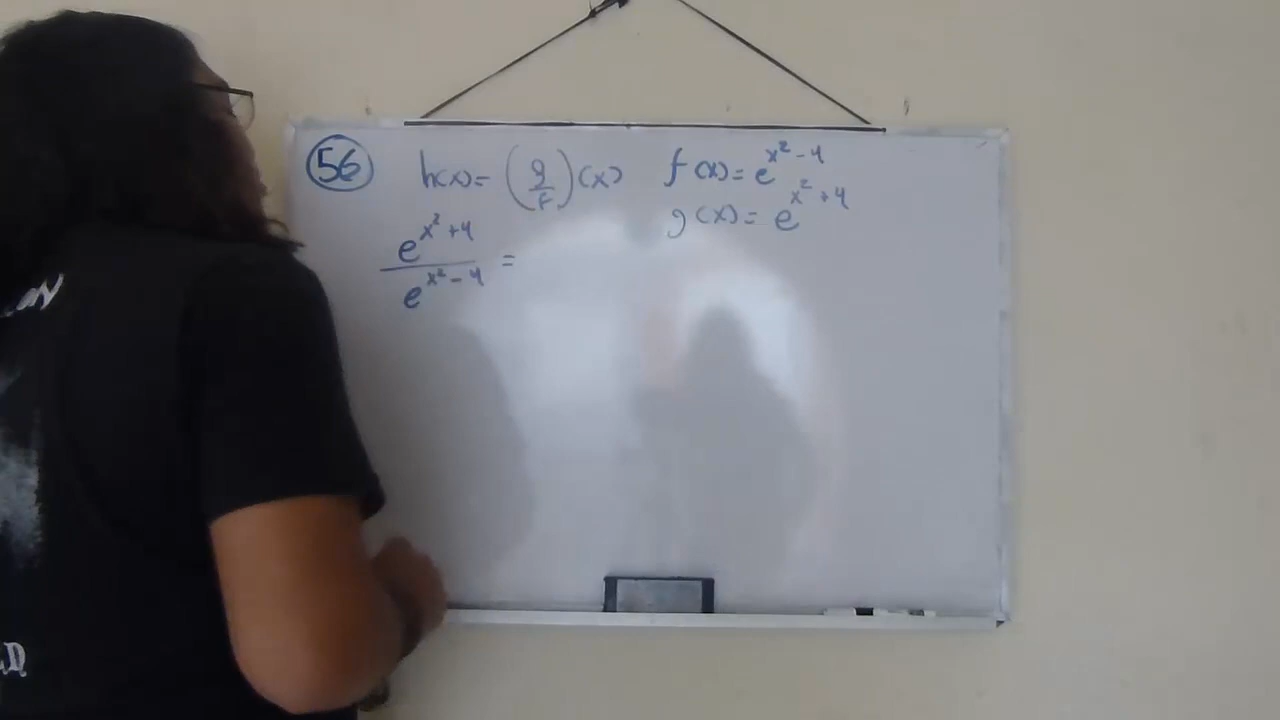 56 h(x) = (g/f)(x) f(x) = e^(x² - 4)
g(x) = e^(x² + 4)
e^(x² + 4) / e^(x² - 4) =